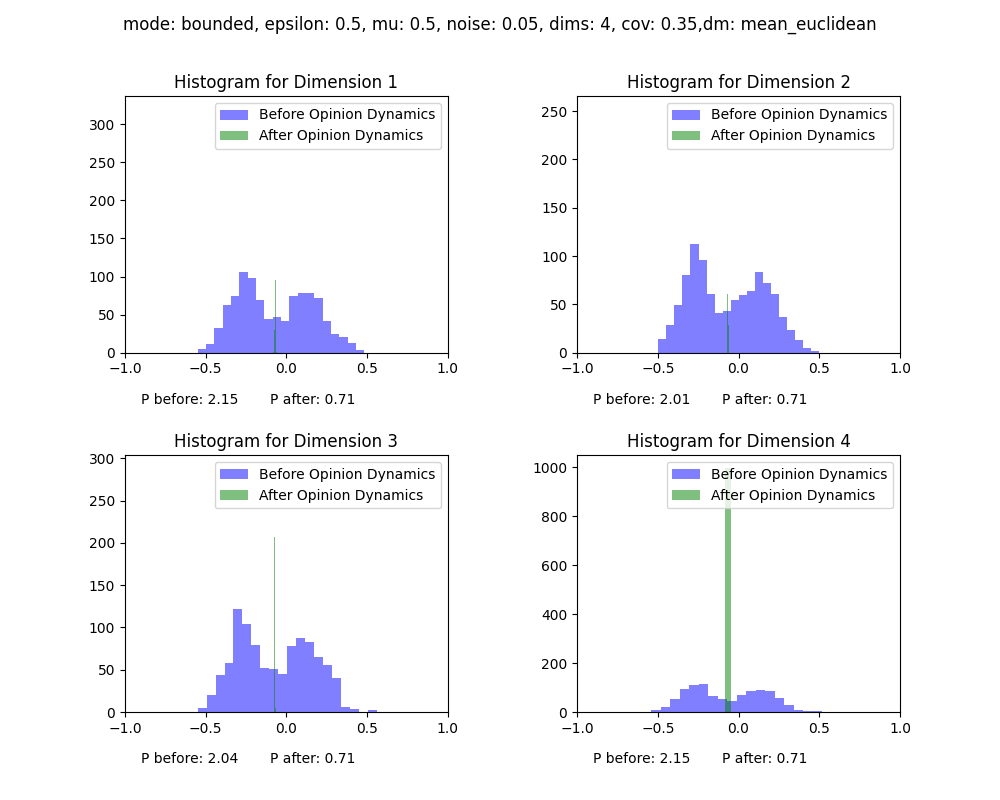 mode: bounded, epsilon: 0.5, mu: 0.5, noise: 0.05, dims: 4, cov: 0.35,dm: mean_euclidean
Histogram for Dimension 1
Before Opinion Dynamics
After Opinion Dynamics
300
250
200
150
100
50
0
−1.0 −0.5 0.0 0.5 1.0
P before: 2.15 P after: 0.71
Histogram for Dimension 2
Before Opinion Dynamics
After Opinion Dynamics
250
200
150
100
50
0
−1.0 −0.5 0.0 0.5 1.0
P before: 2.01 P after: 0.71
Histogram for Dimension 3
Before Opinion Dynamics
After Opinion Dynamics
300
250
200
150
100
50
0
−1.0 −0.5 0.0 0.5 1.0
P before: 2.04 P after: 0.71
Histogram for Dimension 4
Before Opinion Dynamics
After Opinion Dynamics
1000
800
600
400
200
0
−1.0 −0.5 0.0 0.5 1.0
P before: 2.15 P after: 0.71